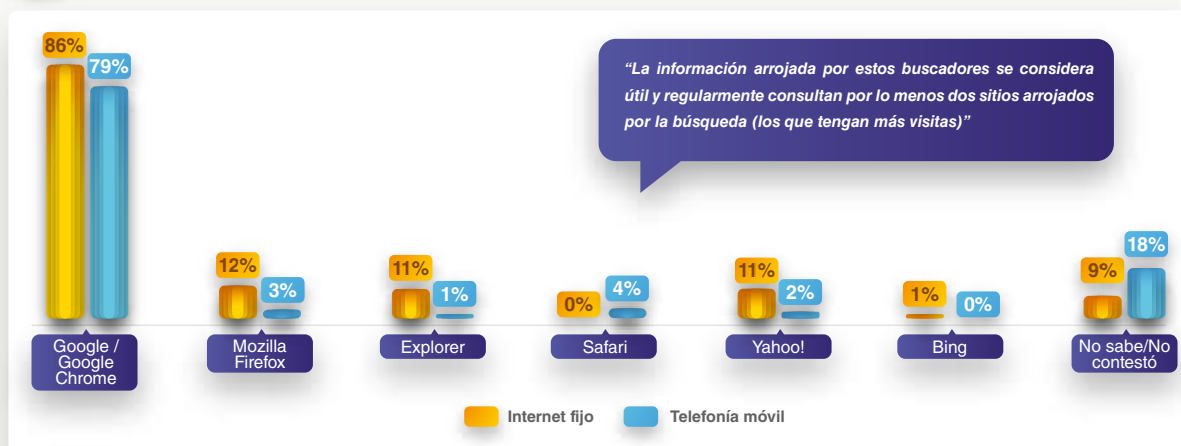 86%
79%
“La información arrojada por estos buscadores se considera
útil y regularmente consultan por lo menos dos sitios arrojados
por la búsqueda (los que tengan más visitas)”
12%
3%
11%
1%
0%
4%
11%
2%
1%
0%
9%
18%
Google /
Google
Chrome
Mozilla
Firefox
Explorer
Safari
Yahoo!
Bing
No sabe/No
contestó
Internet fijo
Telefonía móvil